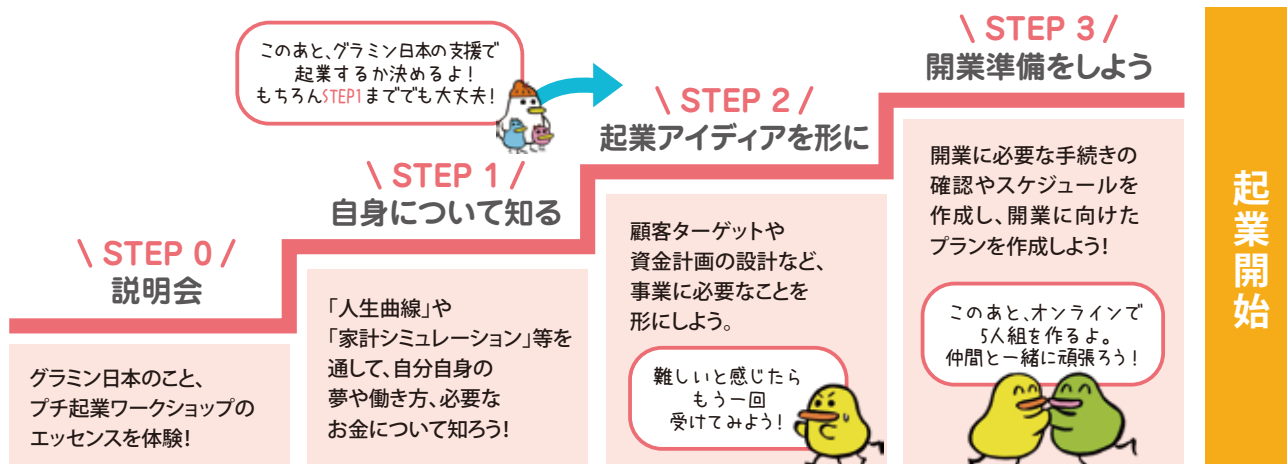 \ STEP 0 /
説明会
グラミン日本のこと、
プチ起業ワークショップの
エッセンスを体験!
\ STEP 1 /
自身について知る
「人生曲線」や
「家計シミュレーション」等を
通して、自分自身の
夢や働き方、必要な
お金について知ろう!
このあと、グラミン日本の支援で
起業するか決めるよ!
もちろんSTEP1まででも大丈夫!
\ STEP 2 /
起業アイディアを形に
顧客ターゲットや
資金計画の設計など、
事業に必要なことを
形にしよう。
難しいと感じたら
もう一回
受けてみよう!
\ STEP 3 /
開業準備をしよう
開業に必要な手続きの
確認やスケジュールを
作成し、開業に向けた
プランを作成しよう!
このあと、オンラインで
5人組を作るよ。
仲間と一緒に頑張ろう!
起業開始